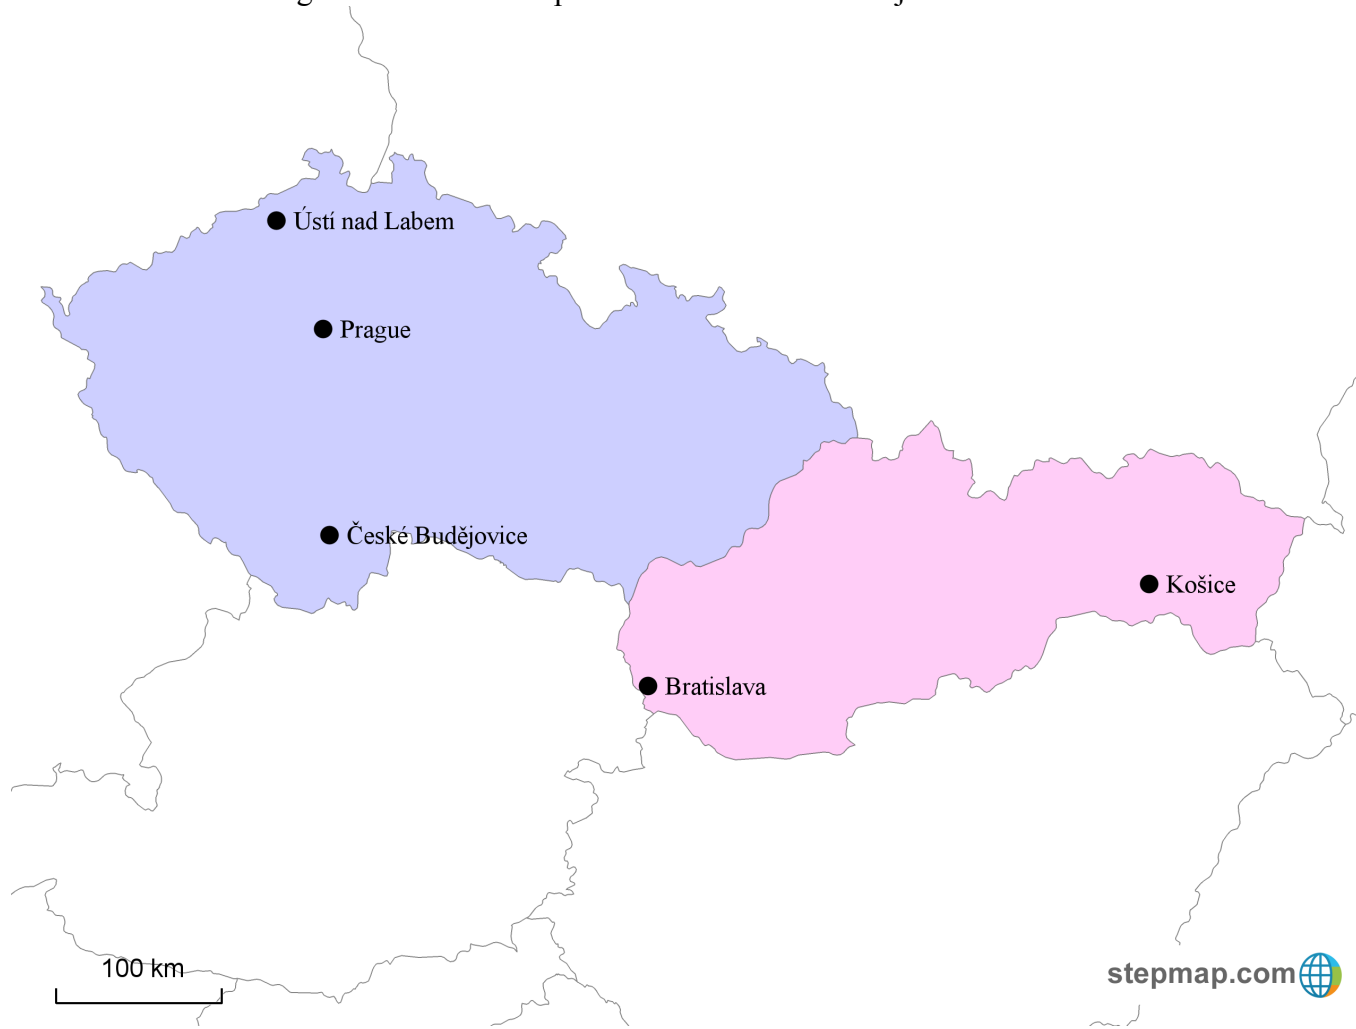 Ústí nad Labem
Prague
České Budějovice
Košice
Bratislava
100 km
stepmap.com